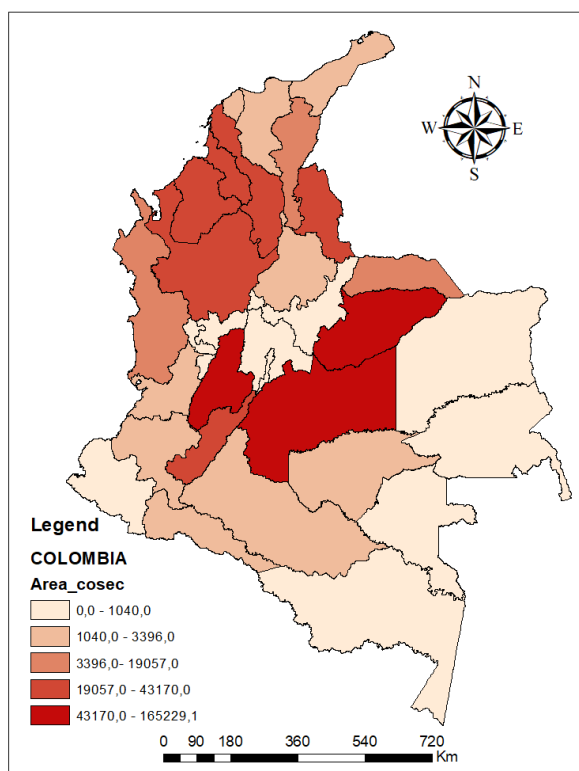 N
W E
S
Legend
COLOMBIA
Area_cosec
0,0 - 1040,0
1040,0 - 3396,0
3396,0- 19057,0
19057,0 - 43170,0
43170,0 - 165229,1
0 90 180 360 540 720
Km